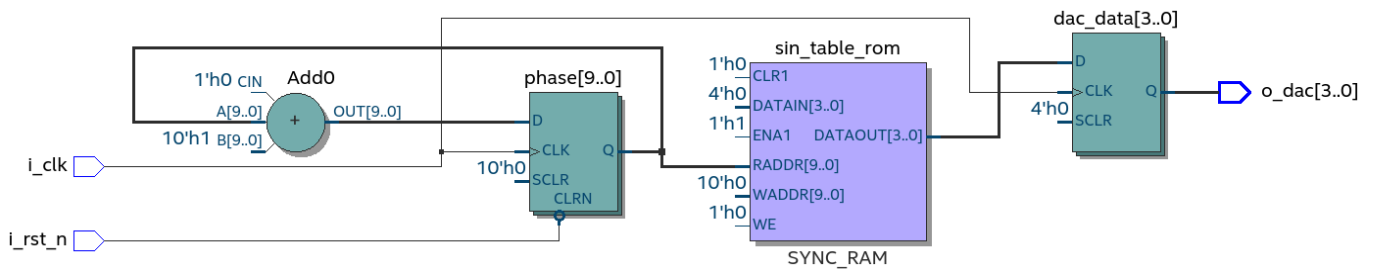 dac_data[3..0]
sin_table_rom
D
CLK
Q
4'h0
SCLR
o_dac[3..0]
1'h0
CLR1
4'h0
DATAIN[3..0]
1'h1
ENA1
DATAOUT[3..0]
RADDR[9..0]
10'h0
WADDR[9..0]
1'h0
WE
SYNC_RAM
Add0
1'h0 CIN
A[9..0]
10'h1 B[9..0]
+
OUT[9..0]
phase[9..0]
D
CLK
Q
10'h0
SCLR
CLRN
i_clk
i_rst_n